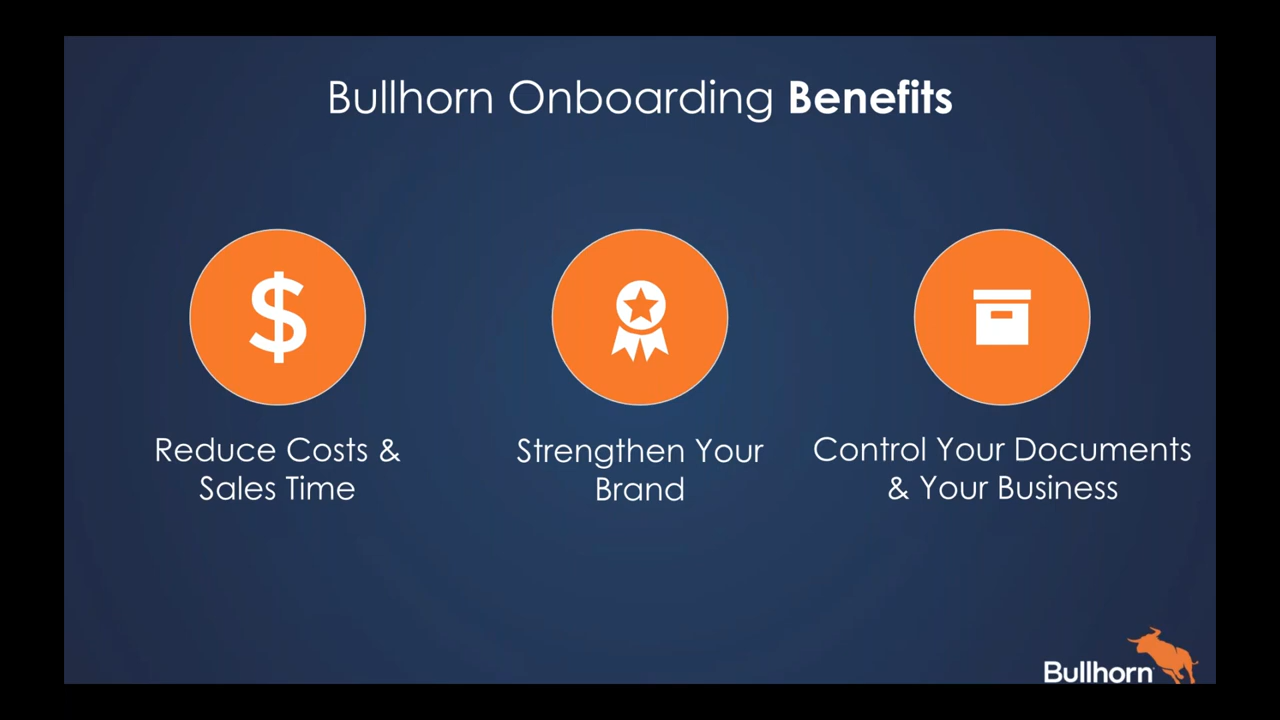 Bullhorn Onboarding Benefits
$
Reduce Costs &
Sales Time
Strengthen Your
Brand
Control Your Documents
& Your Business
Bullhorn